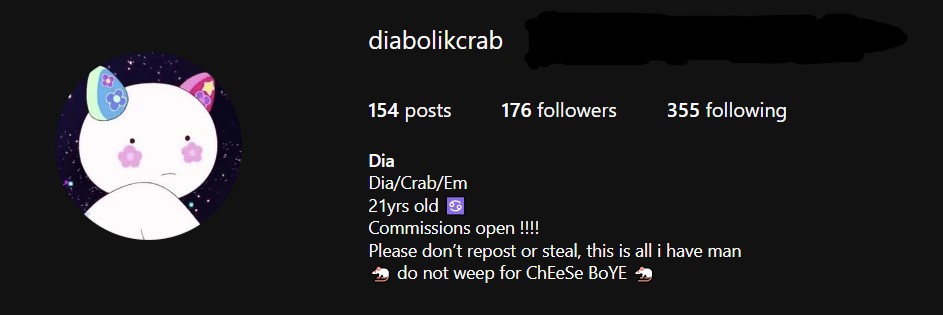 diabolikcrab
154 posts 176 followers 355 following
Dia
Dia/Crab/Em
21yrs old ♋
Commissions open !!!!
Please don’t repost or steal, this is all i have man
🐁 do not weep for ChEeSe BoYE 🐁